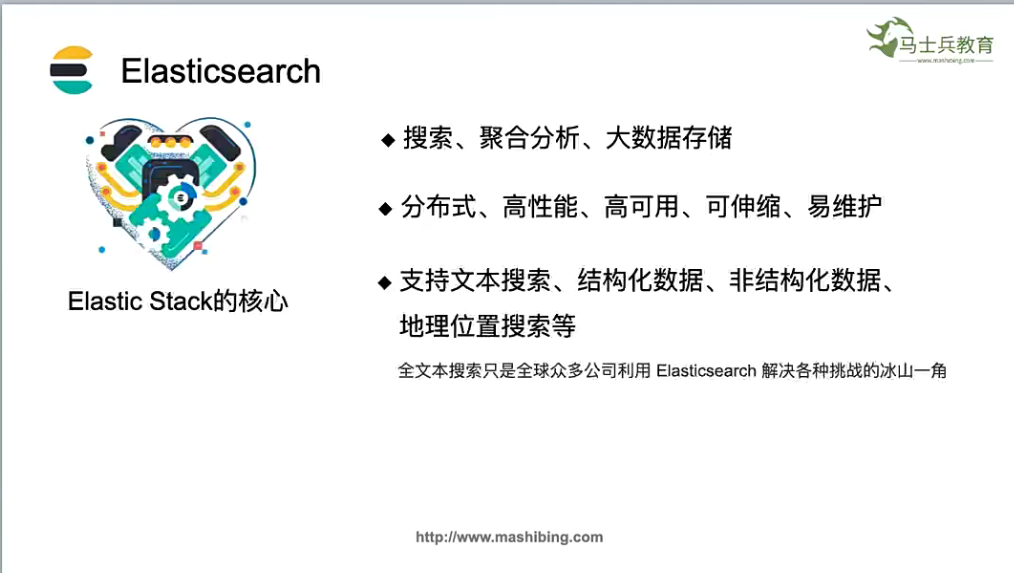 马士兵教育
www.mashibing.com
Elasticsearch
◆ 搜索、聚合分析、大数据存储
◆ 分布式、高性能、高可用、可伸缩、易维护
◆ 支持文本搜索、结构化数据、非结构化数据、
地理位置搜索等
Elastic Stack的核心
全文本搜索只是全球众多公司利用 Elasticsearch 解决各种挑战的冰山一角
http://www.mashibing.com